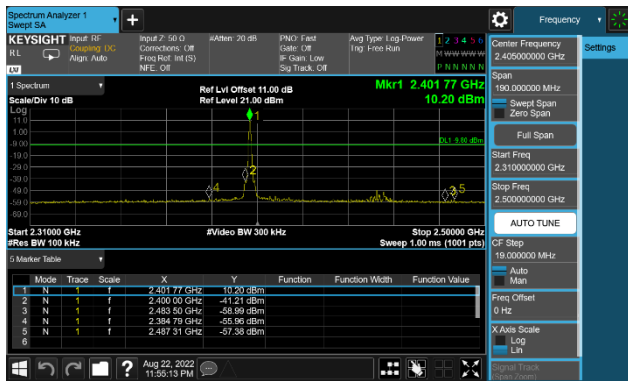 Spectrum Analyzer 1
Swept SA
Frequency
KEYSIGHT
RL
Input: RF
Coupling: DC
Align: Auto
Input Z: 50 Ω
Corrections: Off
Freq Ref: Int (S)
NFE: Off
#Atten: 20 dB
PNO: Fast
Gate: Off
IF Gain: Low
Sig Track: Off
Avg Type: Log-Power
Trig: Free Run
1 2 3 4 5 6
M W W W W W
P N N N N N
1 Spectrum
Scale/Div 10 dB
Ref Lvl Offset 11.00 dB
Ref Level 21.00 dBm
Mkr1 2.401 77 GHz
10.20 dBm
Log
11.0
1.00
-9.00
-19.0
-29.0
-39.0
-49.0
-59.0
-69.0
1
2
4
5
Start 2.31000 GHz
#Res BW 100 kHz
#Video BW 300 kHz
Stop 2.50000 GHz
Sweep 1.00 ms (1001 pts)
5 Marker Table
Mode Trace Scale X Y Function Function Width Function Value
1 N 1 f 2.401 77 GHz 10.20 dBm
2 N 1 f 2.400 00 GHz -41.21 dBm
3 N 1 f 2.483 50 GHz -58.99 dBm
4 N 1 f 2.384 79 GHz -55.96 dBm
5 N 1 f 2.487 31 GHz -57.38 dBm
6
Aug 22, 2022
11:55:13 PM
Settings
Center Frequency
2.405000000 GHz
Span
190.000000 MHz
Swept Span
Zero Span
Full Span
Start Freq
2.310000000 GHz
Stop Freq
2.500000000 GHz
AUTO TUNE
CF Step
19.000000 MHz
Auto
Man
Freq Offset
0 Hz
X Axis Scale
Log
Lin
Signal Track
(Span Zoom)